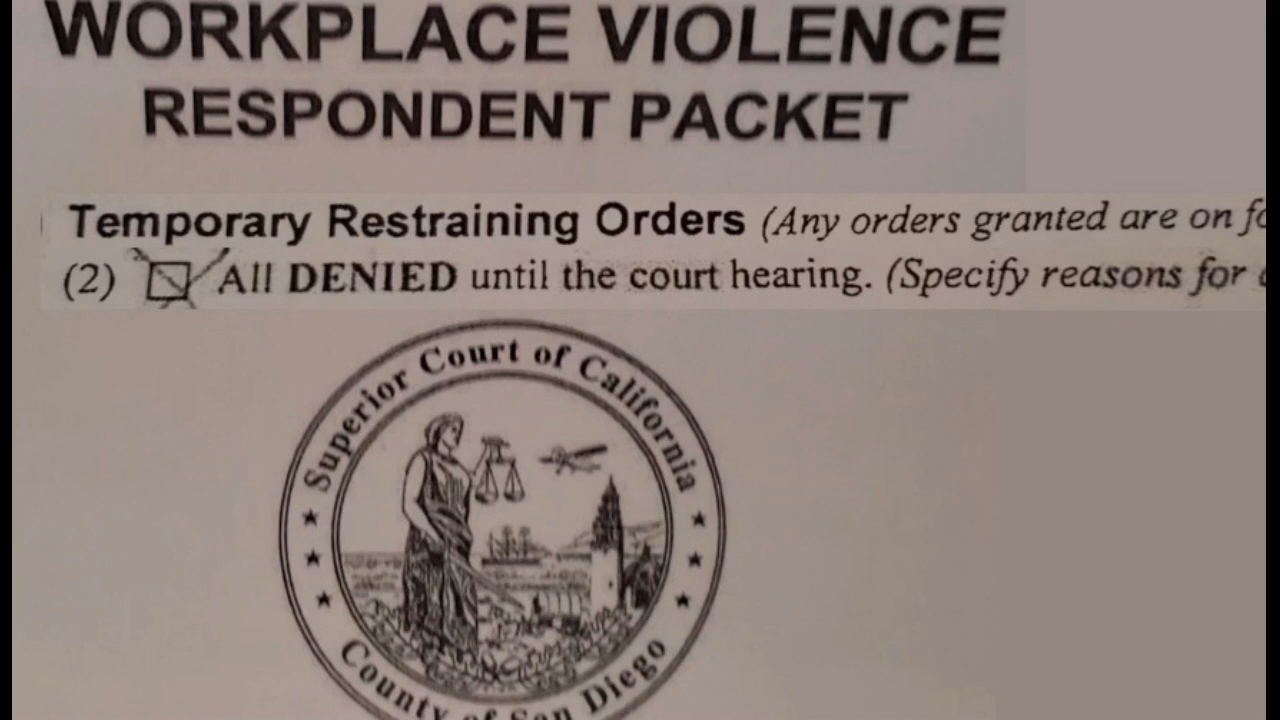 WORKPLACE VIOLENCE
RESPONDENT PACKET
Temporary Restraining Orders (Any orders granted are on
(2) All DENIED until the court hearing. (Specify reasons for
Superior Court of California
County of San Diego